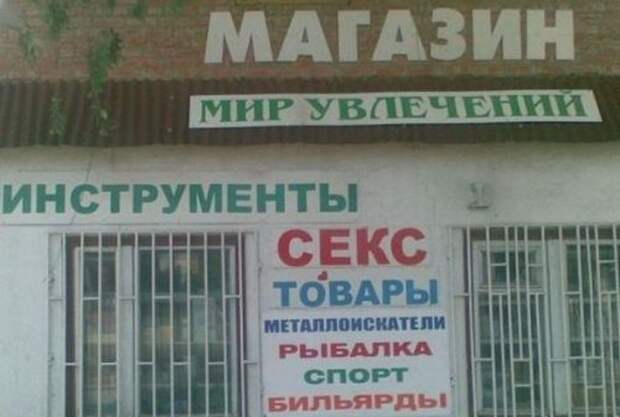 МАГАЗИН
МИР УВЛЕЧЕНИЙ
ИНСТРУМЕНТЫ
СЕКС
ТОВАРЫ
МЕТАЛЛОИСКАТЕЛИ
РЫБАЛКА
СПОРТ
БИЛЬЯРДЫ